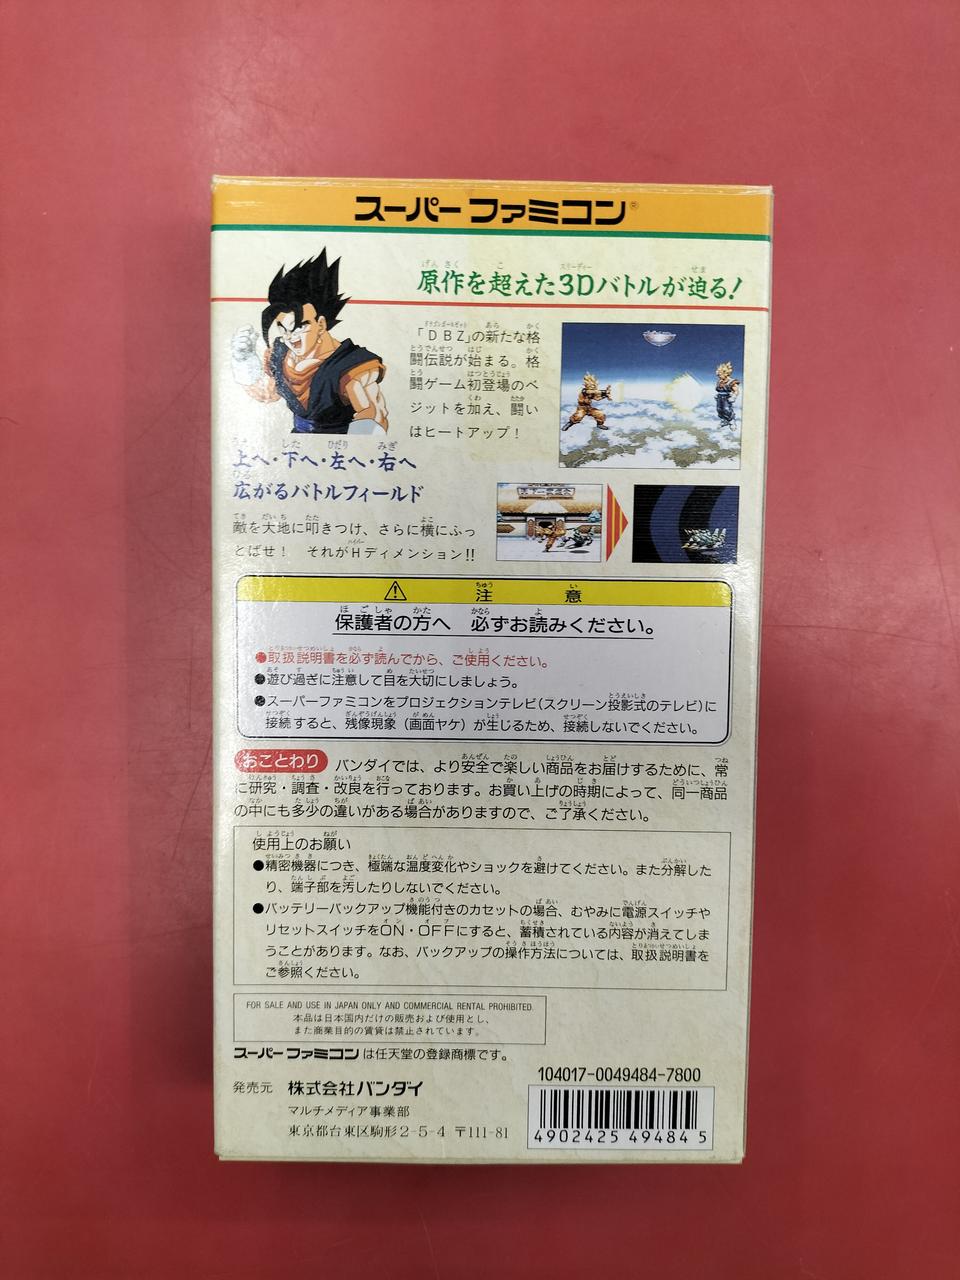 スーパーファミコン®
原作を超えた3Dバトルが迫る!
「DBZ」の新たな格
闘伝説が始まる。格
闘ゲーム初登場のベ
ジットを加え、闘い
はヒートアップ!
上へ・下へ・左へ・右へ
広がるバトルフィールド
敵を大地に叩きつけ、さらに横にふっ
とばせ! それがHディメンション!!
注意
保護者の方へ 必ずお読みください。
●取扱説明書を必ず読んでから、ご使用ください。
●遊び過ぎに注意して目を大切にしましょう。
●スーパーファミコンをプロジェクションテレビ(スクリーン投影式のテレビ)に
接続すると、残像現象(画面ヤケ)が生じるため、接続しないでください。
おことわり バンダイでは、より安全で楽しい商品をお届けするために、常
に研究・調査・改良を行っております。お買い上げの時期によって、同一商品
の中にも多少の違いがある場合がありますので、ご了承ください。
使用上のお願い
●精密機器につき、極端な温度変化やショックを避けてください。また分解した
り、端子部を汚したりしないでください。
●バッテリーバックアップ機能付きのカセットの場合、むやみに電源スイッチや
リセットスイッチをON・OFFにすると、蓄積されている内容が消えてしま
うことがあります。なお、バックアップの操作方法については、取扱説明書を
ご参照ください。
FOR SALE AND USE IN JAPAN ONLY AND COMMERCIAL RENTAL PROHIBITED.
本品は日本国内だけの販売および使用とし、
また商業目的の賃貸は禁止されています。
スーパーファミコンは任天堂の登録商標です。
発売元 株式会社バンダイ
マルチメディア事業部
東京都台東区駒形2-5-4 〒111-81
104017-0049484-7800
4902425494845